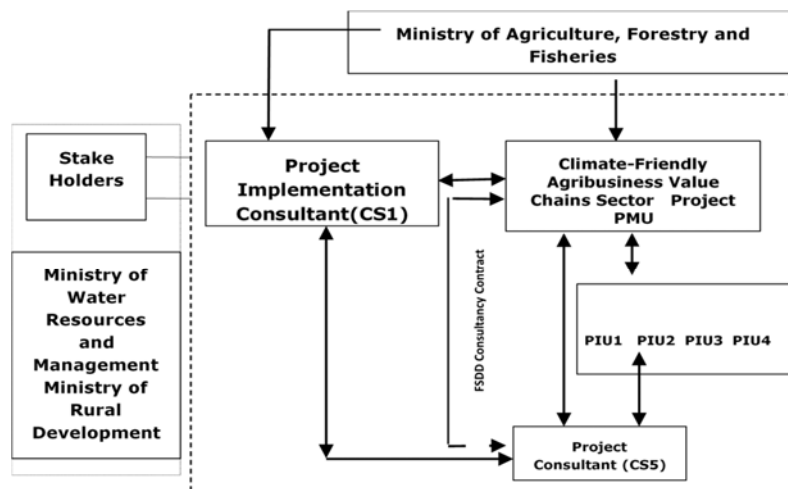 Ministry of Agriculture, Forestry and
Fisheries
Stake
Holders
Project
Implementation
Consultant(CS1)
Climate-Friendly
Agribusiness Value
Chains Sector Project
PMU
Ministry of
Water
Resources
and
Management
Ministry of
Rural
Development
FSDD Consultancy Contract
PIU1 PIU2 PIU3 PIU4
Project
Consultant (CS5)